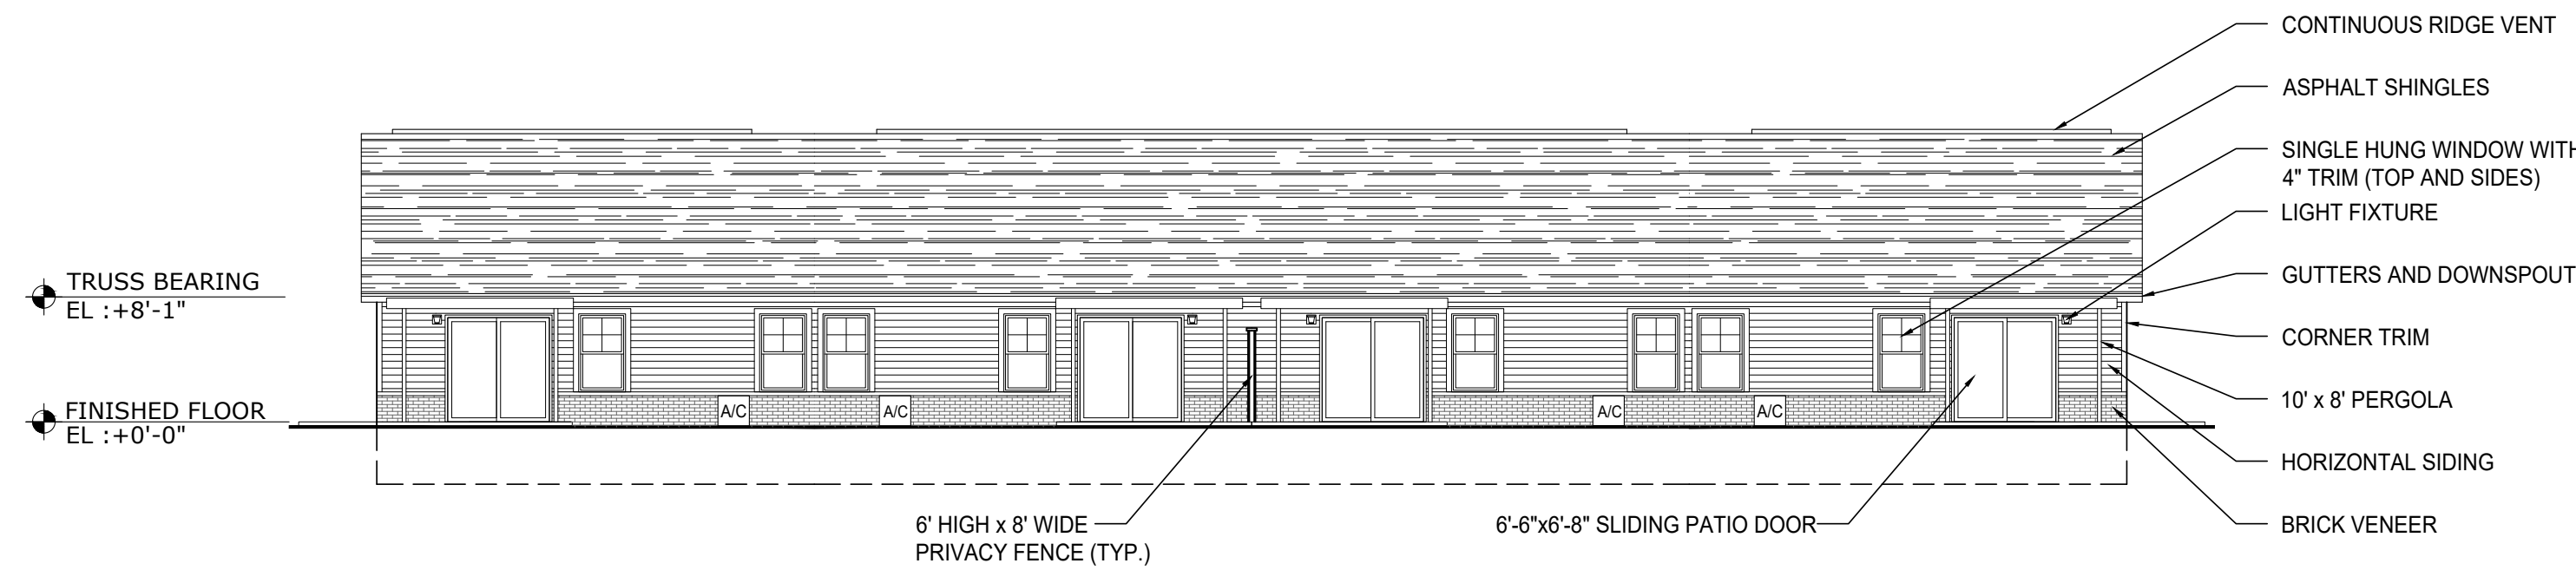 CONTINUOUS RIDGE VENT
ASPHALT SHINGLES
SINGLE HUNG WINDOW WITH
4" TRIM (TOP AND SIDES)
LIGHT FIXTURE
GUTTERS AND DOWNSPOUT
CORNER TRIM
10' x 8' PERGOLA
HORIZONTAL SIDING
BRICK VENEER
TRUSS BEARING
EL :+8'-1"
FINISHED FLOOR
EL :+0'-0"
A/C
A/C
A/C
A/C
6' HIGH x 8' WIDE
PRIVACY FENCE (TYP.)
6'-6"x6'-8" SLIDING PATIO DOOR